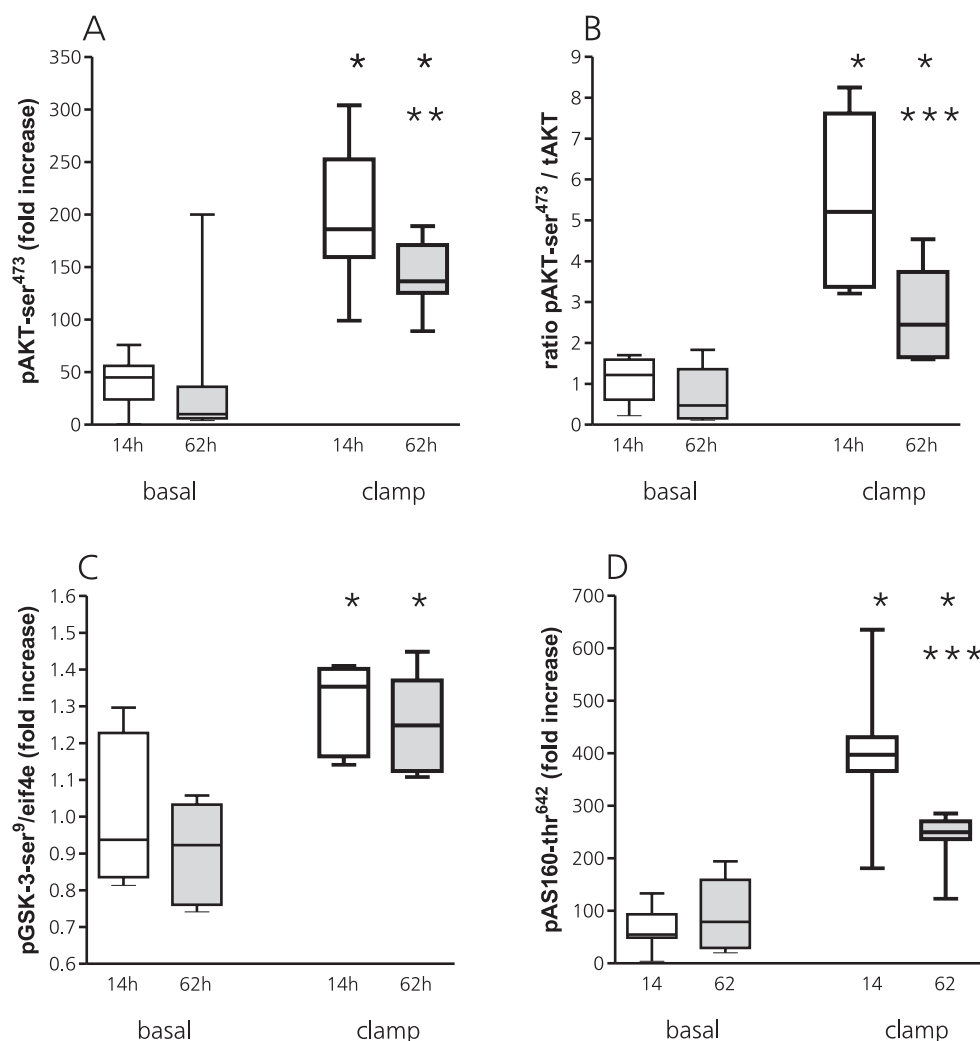 A
pAKT-ser473 (fold increase)
350
300
250
200
150
100
50
0
* *
**
14h 62h 14h 62h
basal clamp
B
ratio pAKT-ser473 / tAKT
9
8
7
6
5
4
3
2
1
0
* *
***
14h 62h 14h 62h
basal clamp
C
pGSK-3-ser9/eif4e (fold increase)
1.6
1.5
1.4
1.3
1.2
1.1
1.0
0.9
0.8
0.7
0.6
* *
14h 62h 14h 62h
basal clamp
D
pAS160-thr642 (fold increase)
700
600
500
400
300
200
100
0
* *
***
14 62 14 62
basal clamp